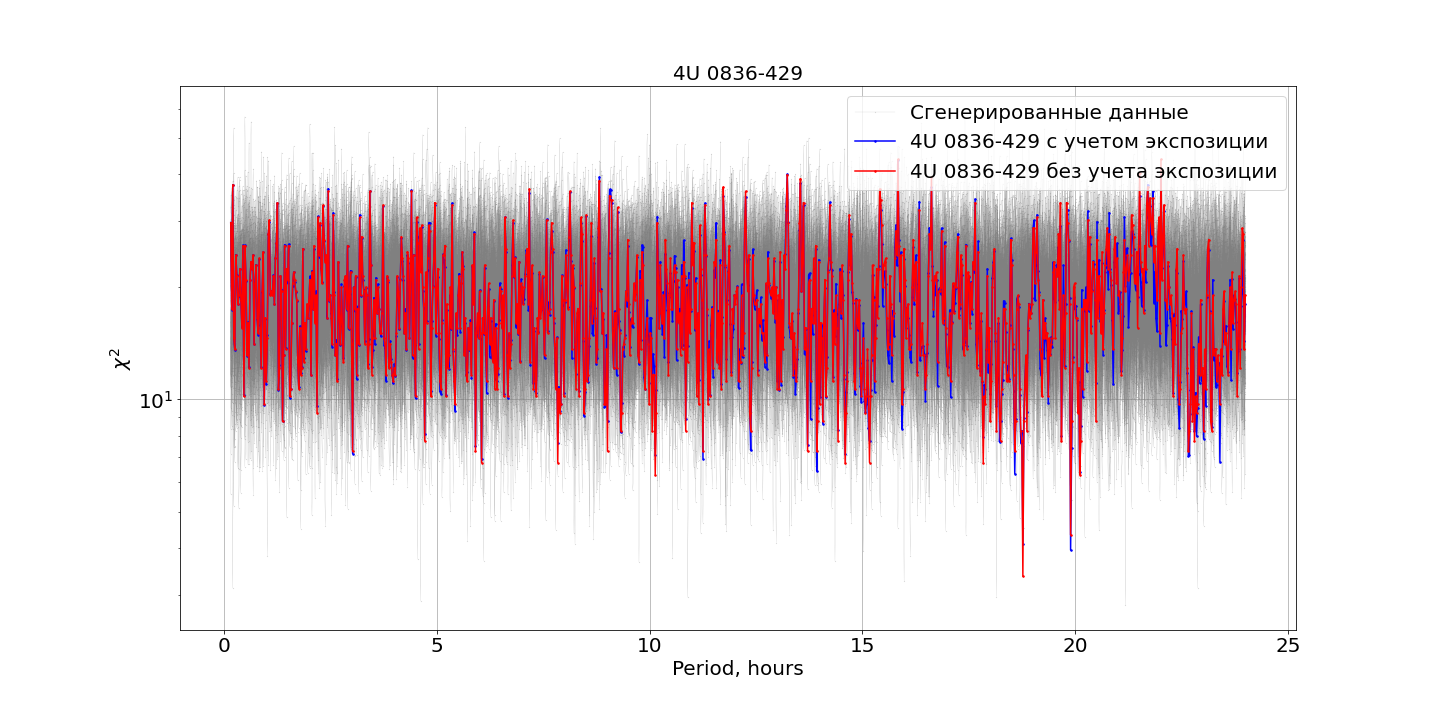 4U 0836-429
Сгенерированные данные
4U 0836-429 с учетом экспозиции
4U 0836-429 без учета экспозиции
χ²
10¹
0 5 10 15 20 25
Period, hours